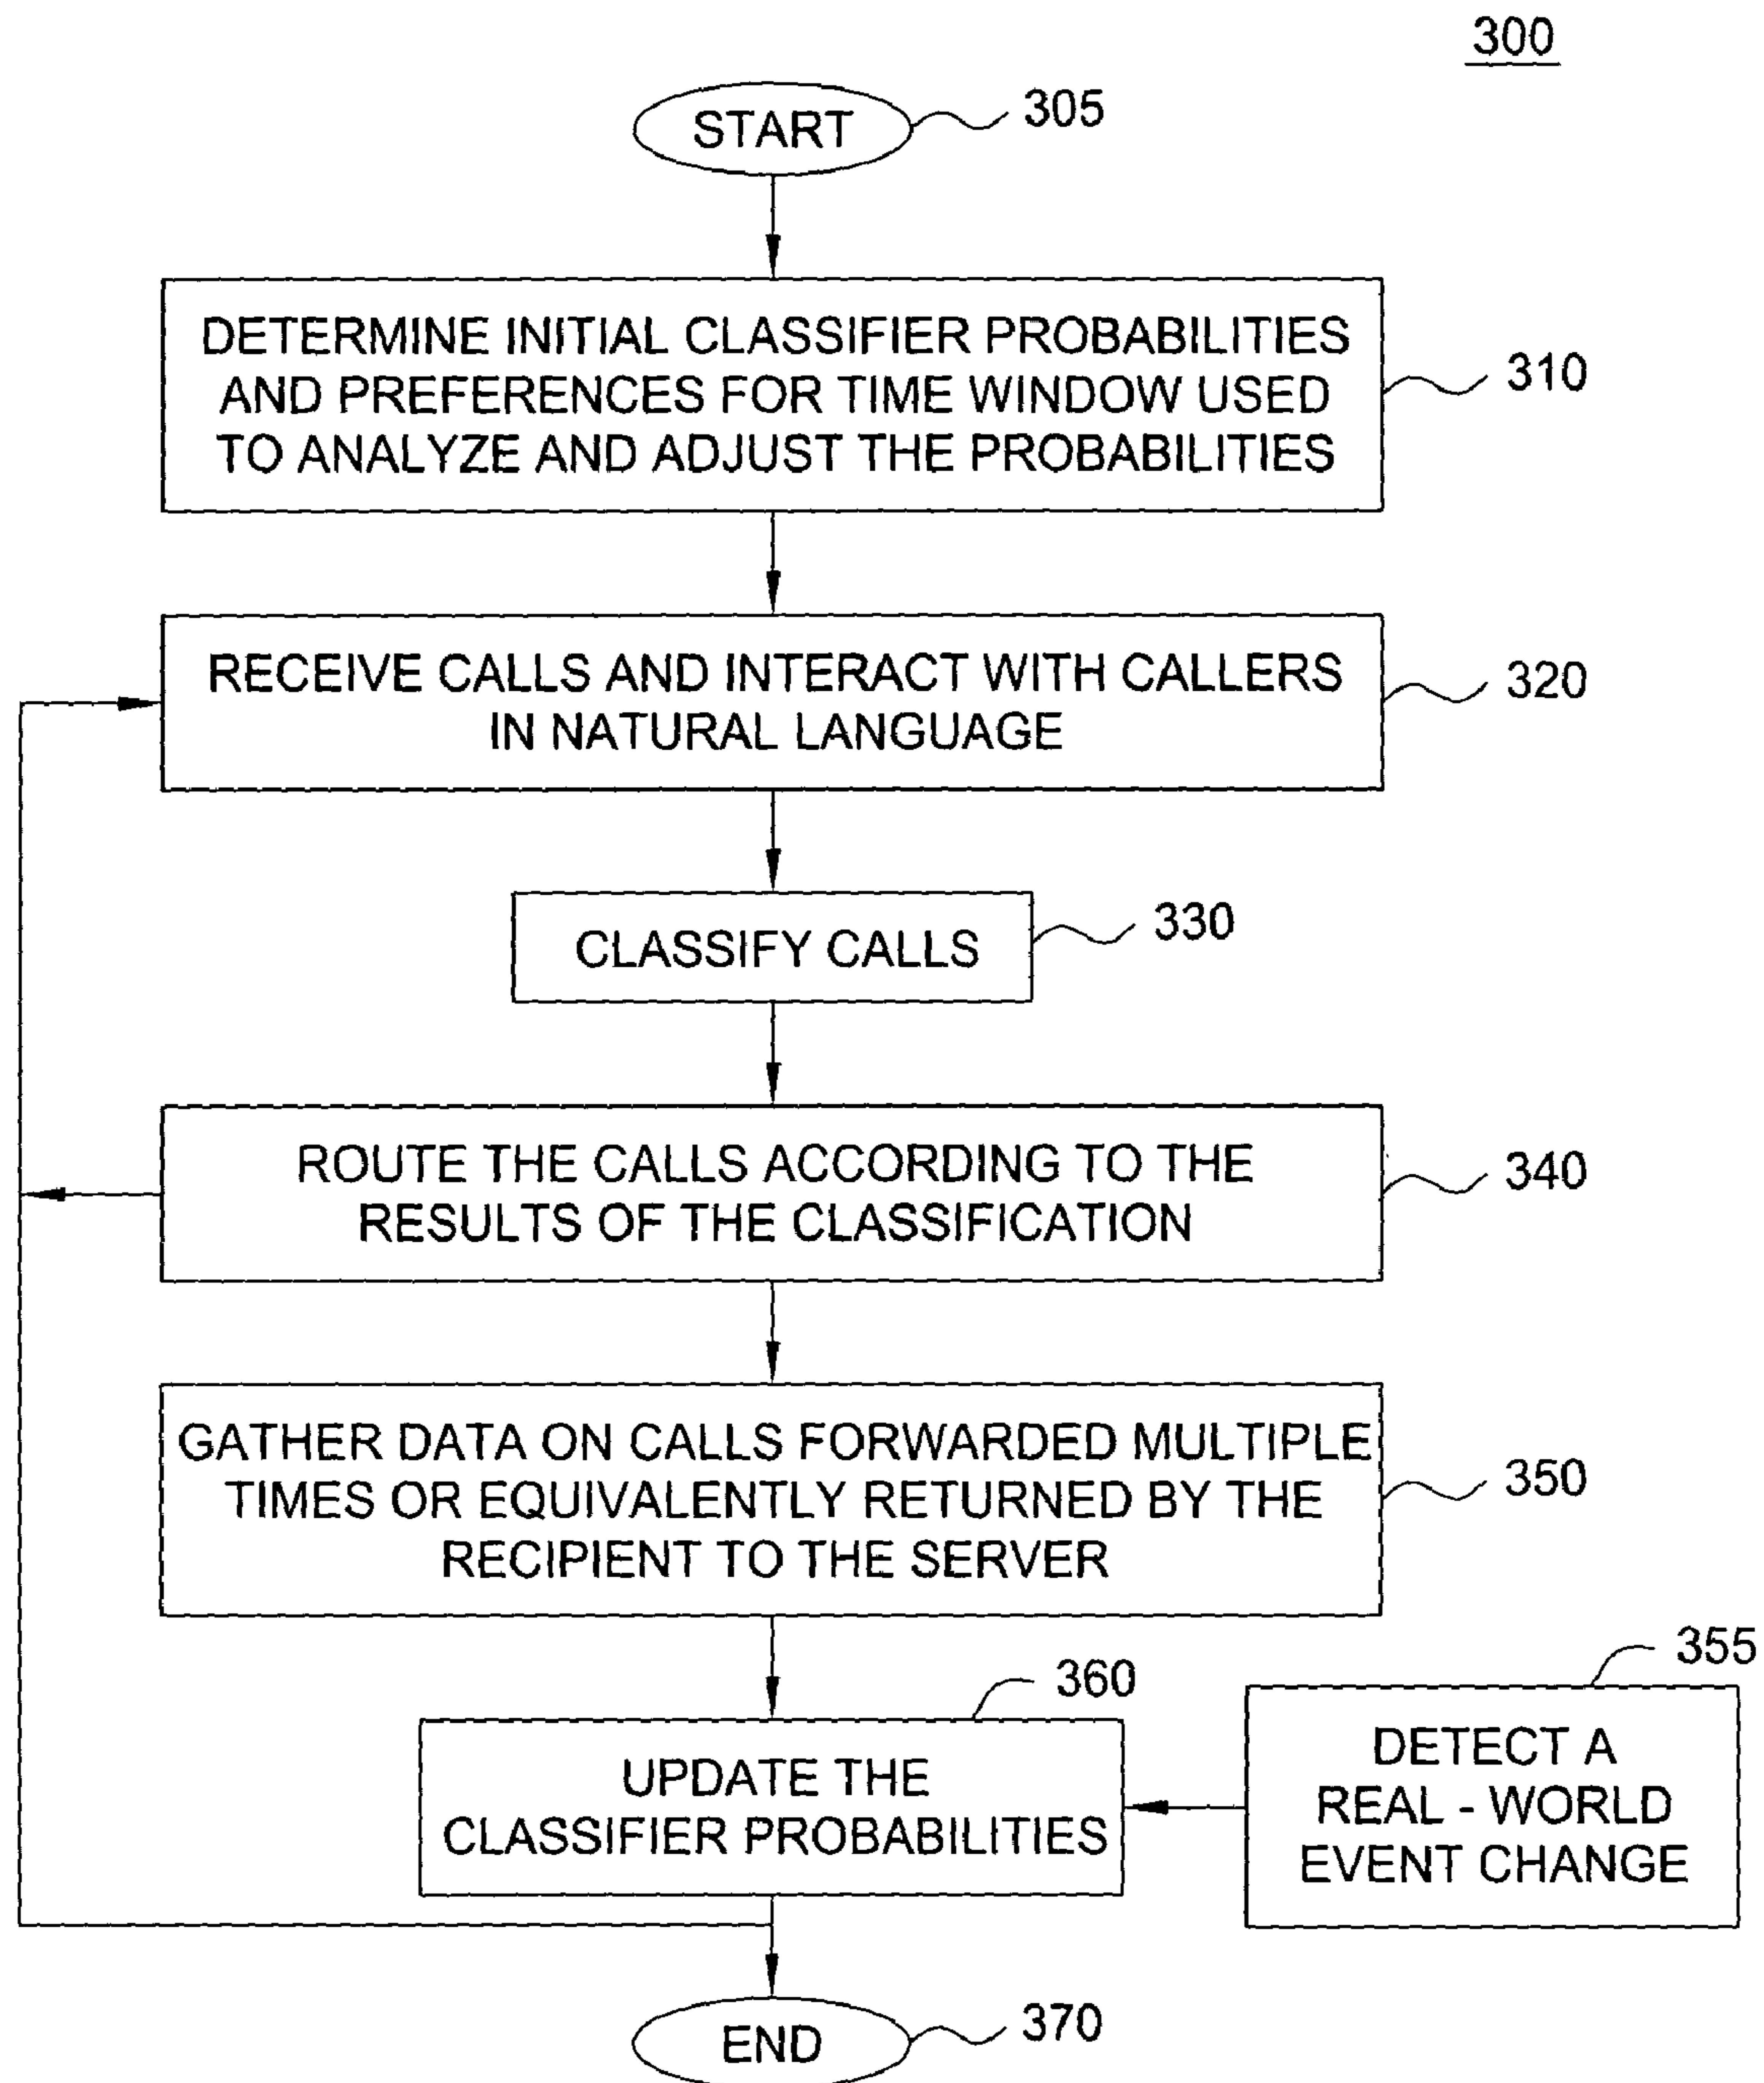 300
START
305
DETERMINE INITIAL CLASSIFIER PROBABILITIES
AND PREFERENCES FOR TIME WINDOW USED
TO ANALYZE AND ADJUST THE PROBABILITIES
310
RECEIVE CALLS AND INTERACT WITH CALLERS
IN NATURAL LANGUAGE
320
CLASSIFY CALLS
330
ROUTE THE CALLS ACCORDING TO THE
RESULTS OF THE CLASSIFICATION
340
GATHER DATA ON CALLS FORWARDED MULTIPLE
TIMES OR EQUIVALENTLY RETURNED BY THE
RECIPIENT TO THE SERVER
350
UPDATE THE
CLASSIFIER PROBABILITIES
360
DETECT A
REAL - WORLD
EVENT CHANGE
355
END
370